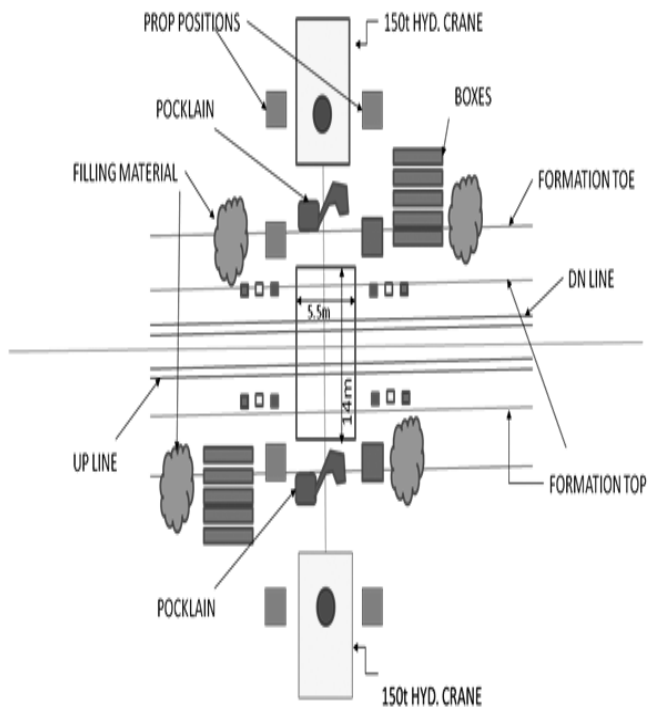 PROP POSITIONS
150t HYD. CRANE
POCKLAIN
BOXES
FILLING MATERIAL
FORMATION TOE
DN LINE
5.5m
14m
UP LINE
FORMATION TOP
POCKLAIN
150t HYD. CRANE